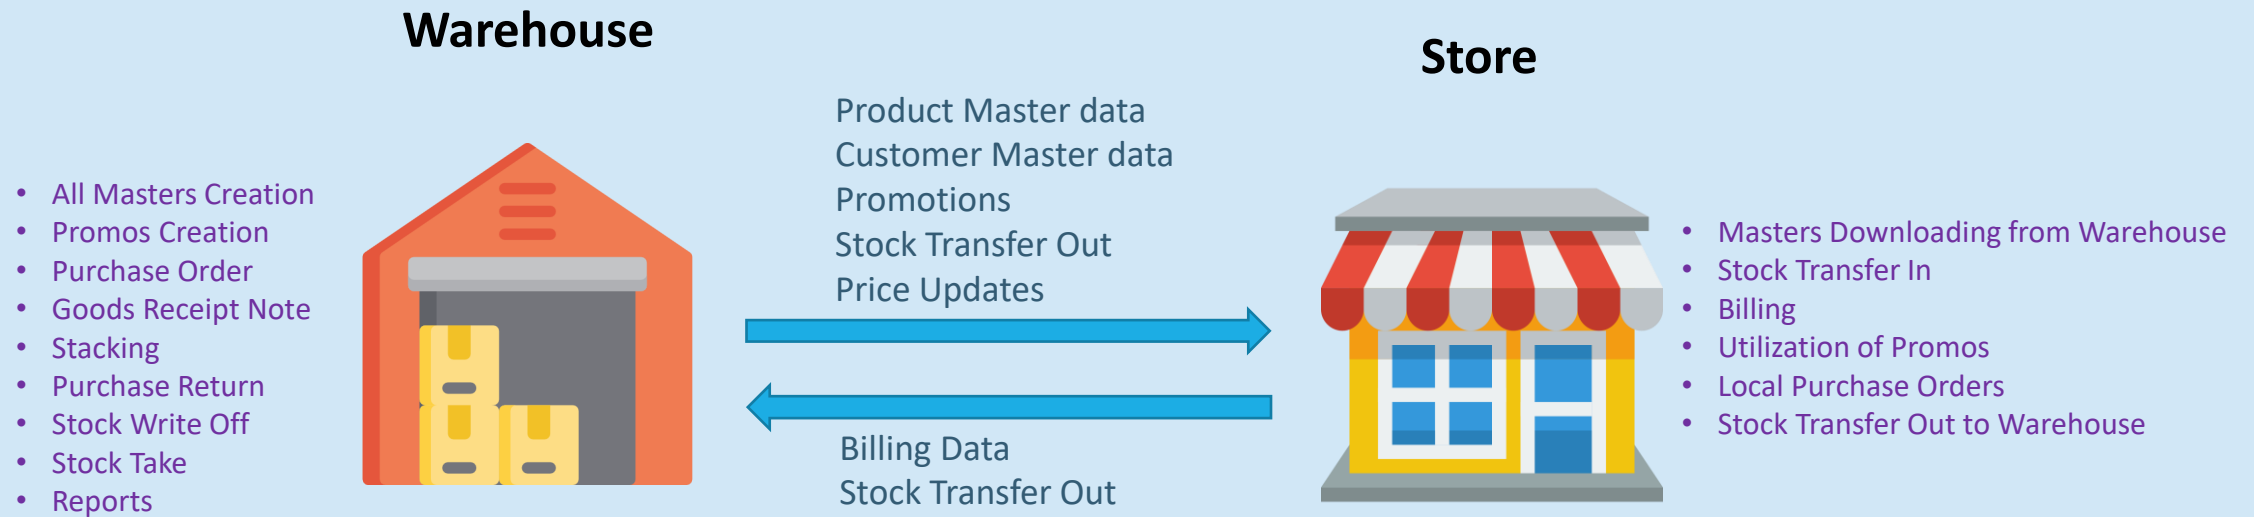 Warehouse
Store
Product Master data
Customer Master data
Promotions
Stock Transfer Out
Price Updates
• All Masters Creation
• Promos Creation
• Purchase Order
• Goods Receipt Note
• Stacking
• Purchase Return
• Stock Write Off
• Stock Take
• Reports
Billing Data
Stock Transfer Out
• Masters Downloading from Warehouse
• Stock Transfer In
• Billing
• Utilization of Promos
• Local Purchase Orders
• Stock Transfer Out to Warehouse